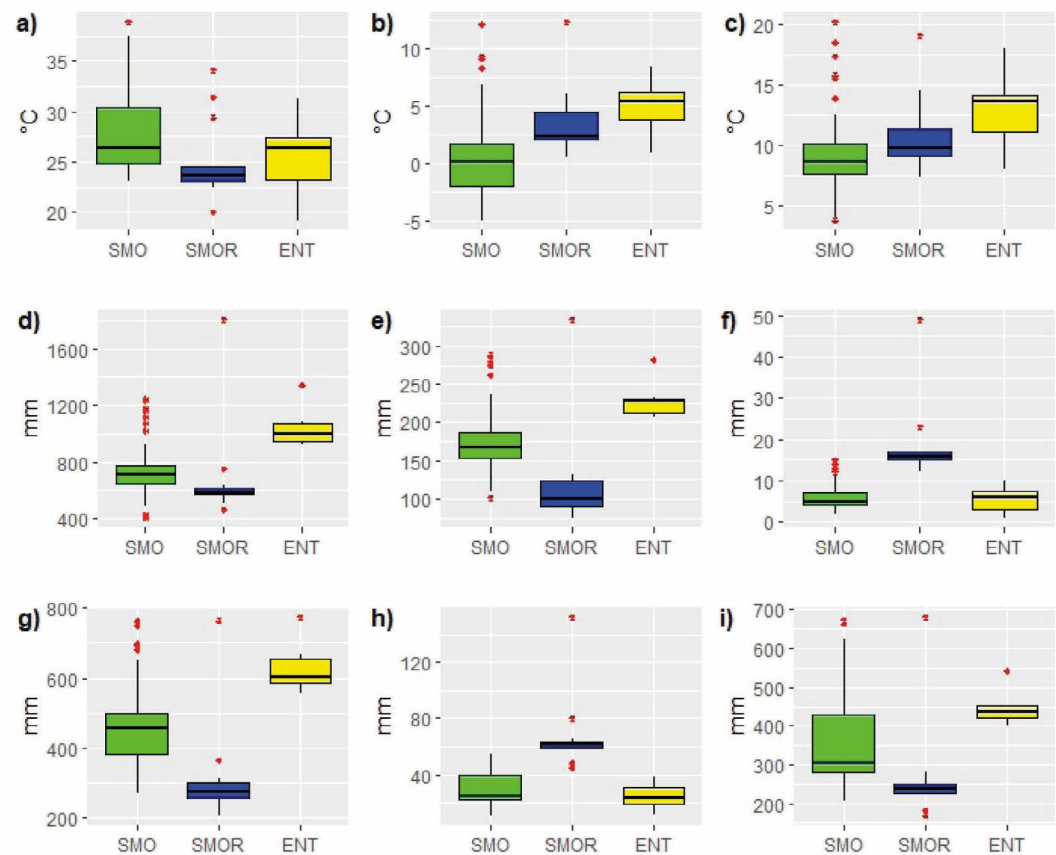 a)
°C
35
30
25
20
SMO SMOR ENT
b)
°C
10
5
0
-5
SMO SMOR ENT
c)
°C
20
15
10
5
SMO SMOR ENT
d)
mm
1600
1200
800
400
SMO SMOR ENT
e)
mm
300
250
200
150
100
SMO SMOR ENT
f)
mm
50
40
30
20
10
0
SMO SMOR ENT
g)
mm
800
600
400
200
SMO SMOR ENT
h)
mm
120
80
40
SMO SMOR ENT
i)
mm
700
600
500
400
300
200
SMO SMOR ENT